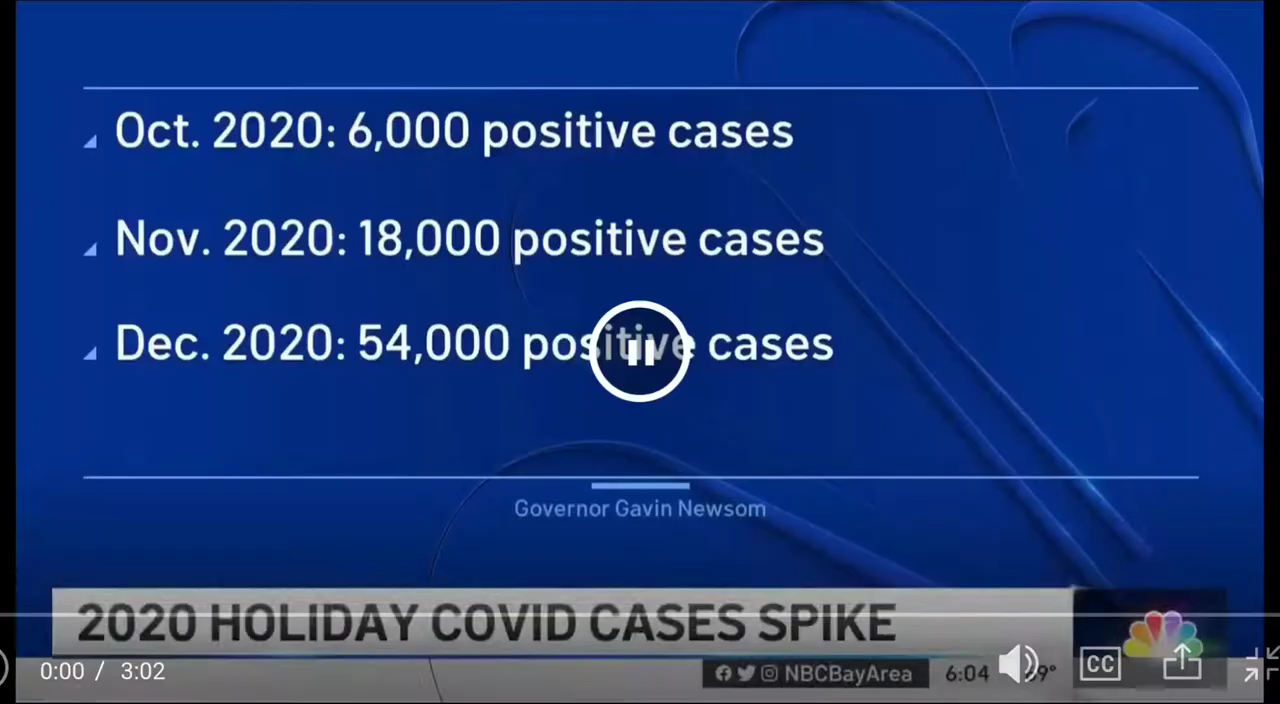 Oct. 2020: 6,000 positive cases
Nov. 2020: 18,000 positive cases
Dec. 2020: 54,000 positive cases
Governor Gavin Newsom
2020 HOLIDAY COVID CASES SPIKE
0:00 / 3:02
NBCBayArea 6:04 CC